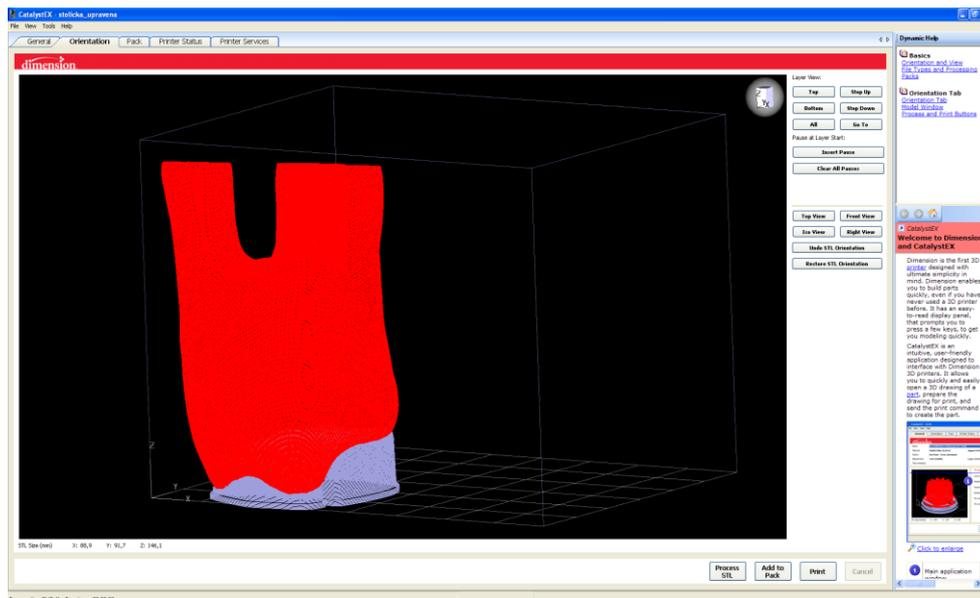 CatalystEX - stolicka_upravena
File View Tools Help
General Orientation Pack Printer Status Printer Services
dimension
Z
Y
X
Z
Yx
STL Size (mm) X: 88,9 Y: 91,7 Z: 146,1
Layer View:
Top Step Up
Bottom Step Down
All Go To
Pause at Layer Start:
Insert Pause
Clear All Pauses
Top View Front View
Iso View Right View
Undo STL Orientation
Restore STL Orientation
Process STL
Add to Pack
Print
Cancel
Dynamic Help
Basics
Orientation and View
File Types and Processing
Packs
Orientation Tab
Orientation Tab
Model Window
Process and Print Buttons
CatalystEX
Welcome to Dimension
and CatalystEX
Dimension is the first 3D
printer designed with
ultimate simplicity in
mind. Dimension enables
you to build parts
quickly, even if you have
never used a 3D printer
before. It has an easy-
to-read display panel,
that prompts you to
press a few keys, to get
you modeling quickly.
CatalystEX is an
intuitive, user-friendly
application designed to
interface with Dimension
3D printers. It allows
you to quickly and easily
open a 3D drawing of a
part, prepare the
drawing for print, and
send the print command
to create the part.
Click to enlarge
1 Main application
window